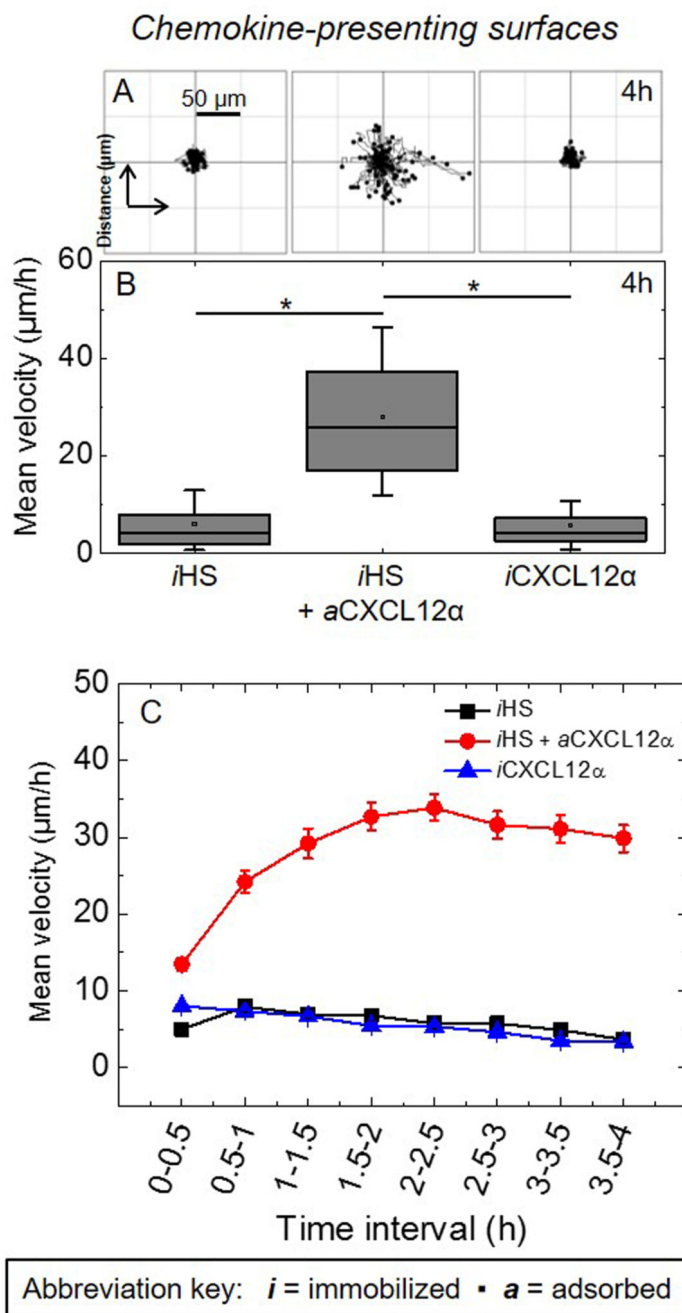 Chemokine-presenting surfaces
A
50 µm
4h
Distance (µm)
B
4h
Mean velocity (µm/h)
60
40
20
0
*
*
iHS
iHS
+ aCXCL12α
iCXCL12α
C
iHS
iHS + aCXCL12α
iCXCL12α
Mean velocity (µm/h)
50
40
30
20
10
0
0-0.5
0.5-1
1-1.5
1.5-2
2-2.5
2.5-3
3-3.5
3.5-4
Time interval (h)
Abbreviation key: i = immobilized ▪ a = adsorbed